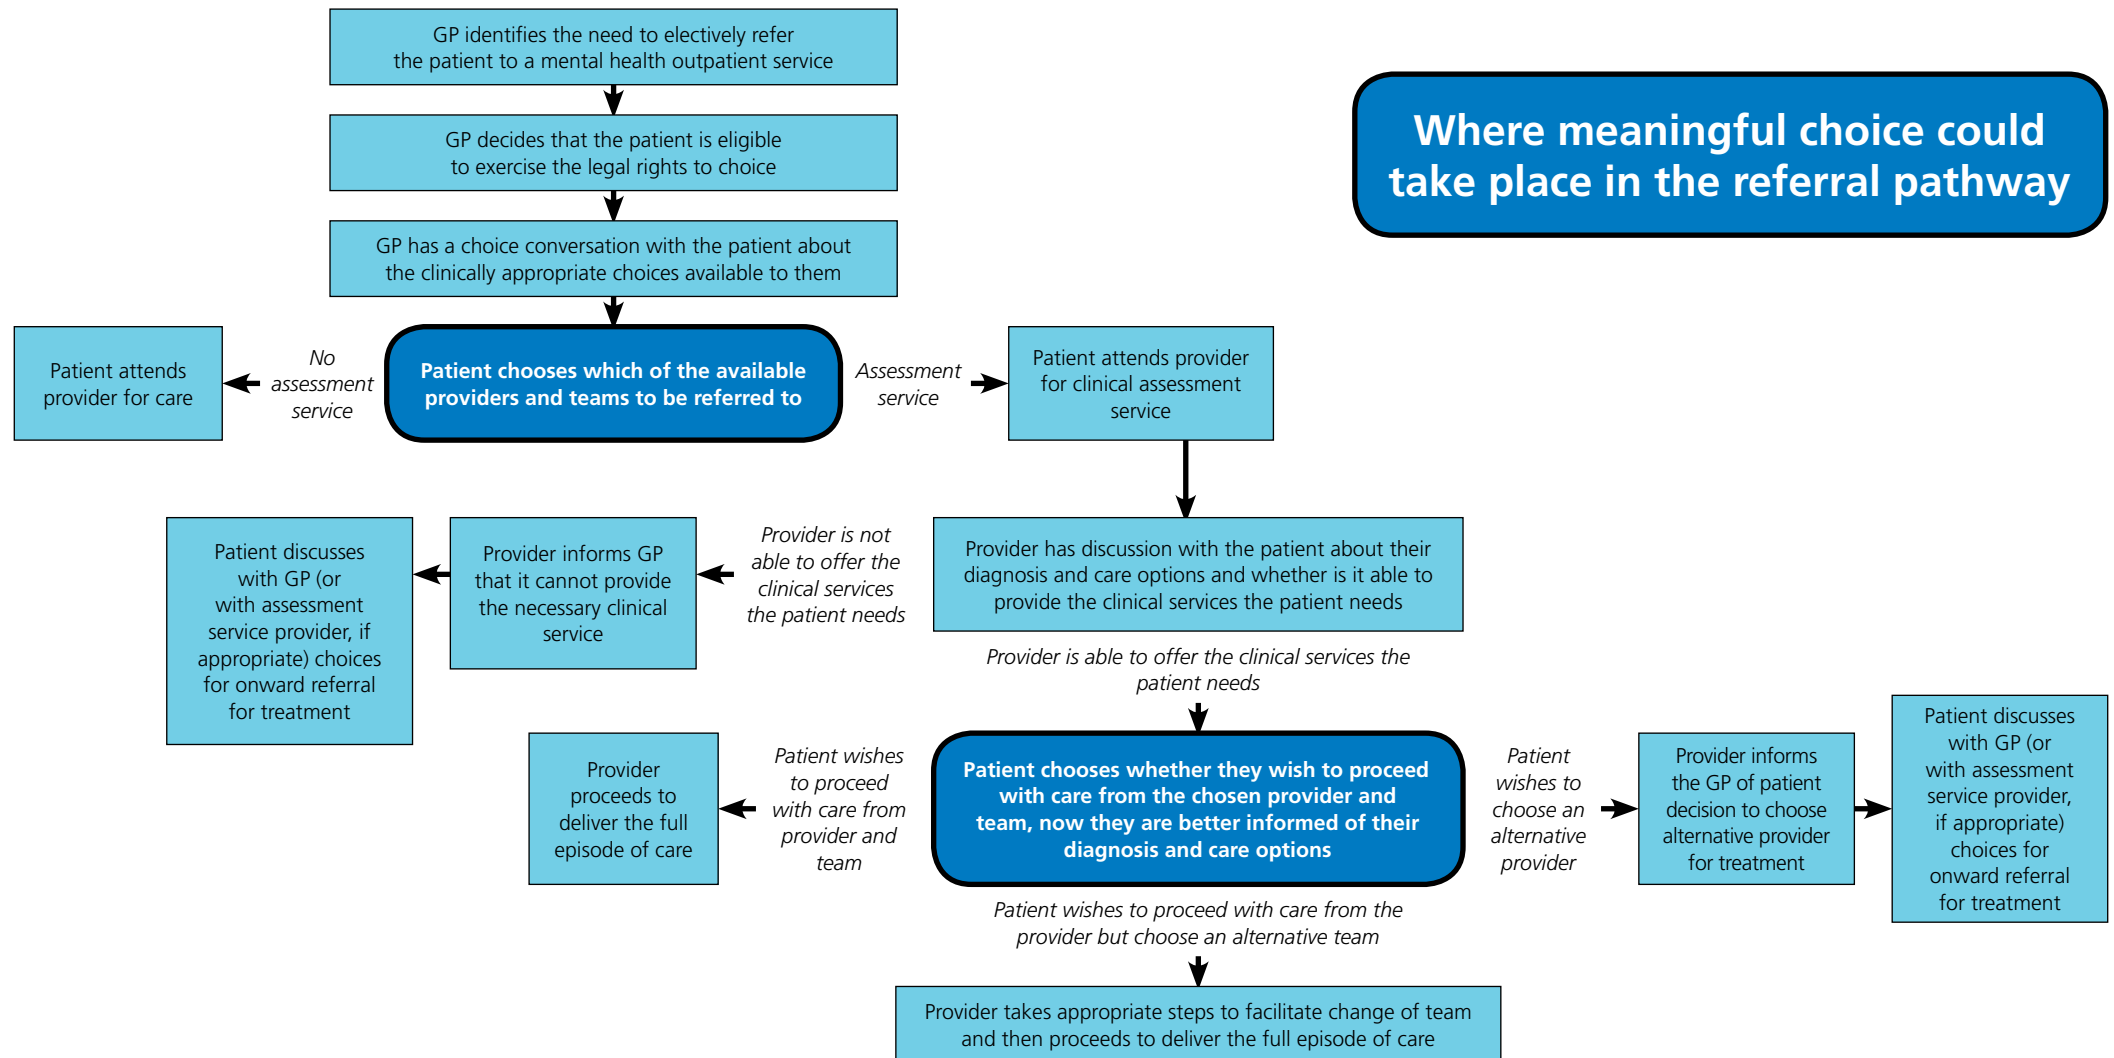 GP identifies the need to electively refer
the patient to a mental health outpatient service
Where meaningful choice could
take place in the referral pathway
GP decides that the patient is eligible
to exercise the legal rights to choice
GP has a choice conversation with the patient about
the clinically appropriate choices available to them
Patient attends
provider for care
No
assessment
service
Patient chooses which of the available
providers and teams to be referred to
Assessment
service
Patient attends provider
for clinical assessment
service
Patient discusses
with GP (or
with assessment
service provider, if
appropriate) choices
for onward referral
for treatment
Provider informs GP
that it cannot provide
the necessary clinical
service
Provider is not
able to offer the
clinical services
the patient needs
Provider has discussion with the patient about their
diagnosis and care options and whether is it able to
provide the clinical services the patient needs
Provider is able to offer the clinical services the
patient needs
Provider
proceeds to
deliver the full
episode of care
Patient wishes
to proceed
with care from
provider and
team
Patient chooses whether they wish to proceed
with care from the chosen provider and
team, now they are better informed of their
diagnosis and care options
Patient
wishes to
choose an
alternative
provider
Provider informs
the GP of patient
decision to choose
alternative provider
for treatment
Patient discusses
with GP (or
with assessment
service provider,
if appropriate)
choices for
onward referral
for treatment
Patient wishes to proceed with care from the
provider but choose an alternative team
Provider takes appropriate steps to facilitate change of team
and then proceeds to deliver the full episode of care